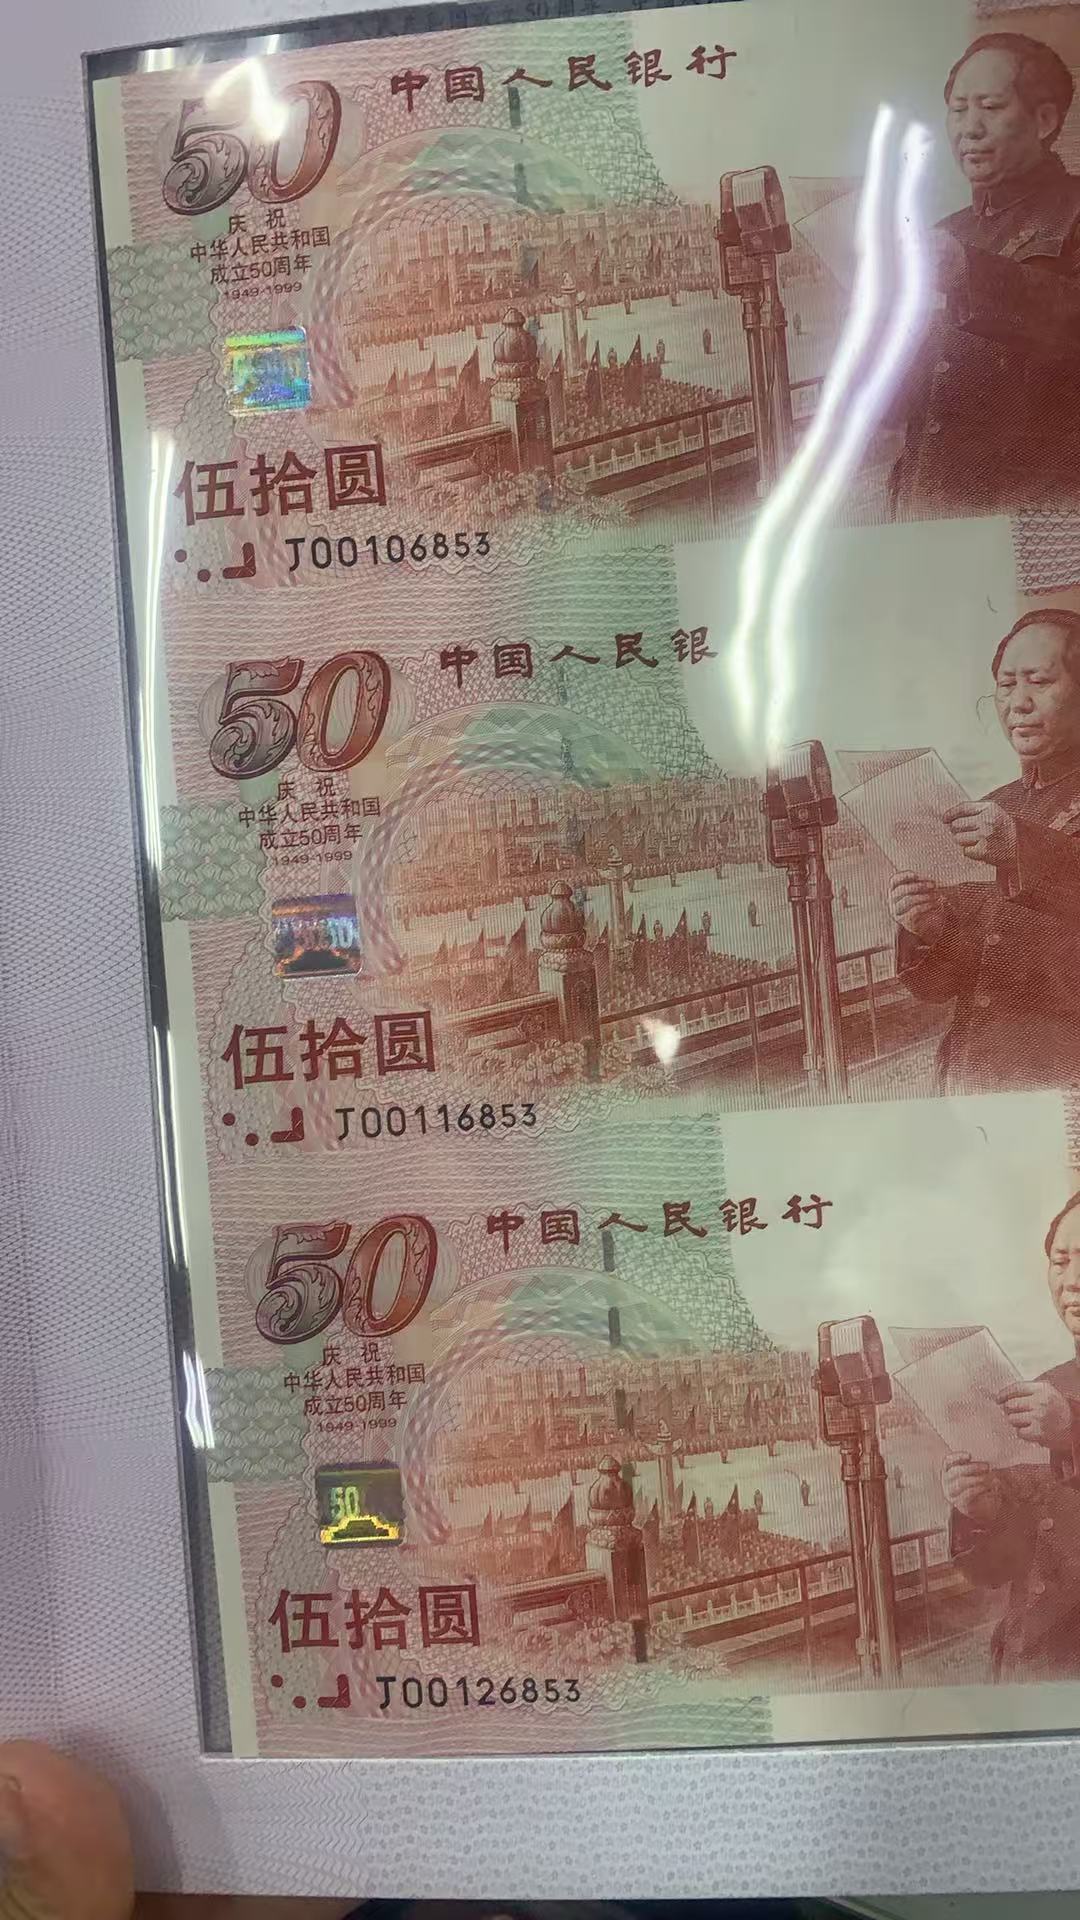 中国人民银行
50
庆祝
中华人民共和国
成立50周年
1949-1999
伍拾圆
J00106853
中国人民银
50
庆祝
中华人民共和国
成立50周年
1949-1999
50
伍拾圆
J00116853
中国人民银行
50
庆祝
中华人民共和国
成立50周年
1949-1999
50
伍拾圆
J00126853